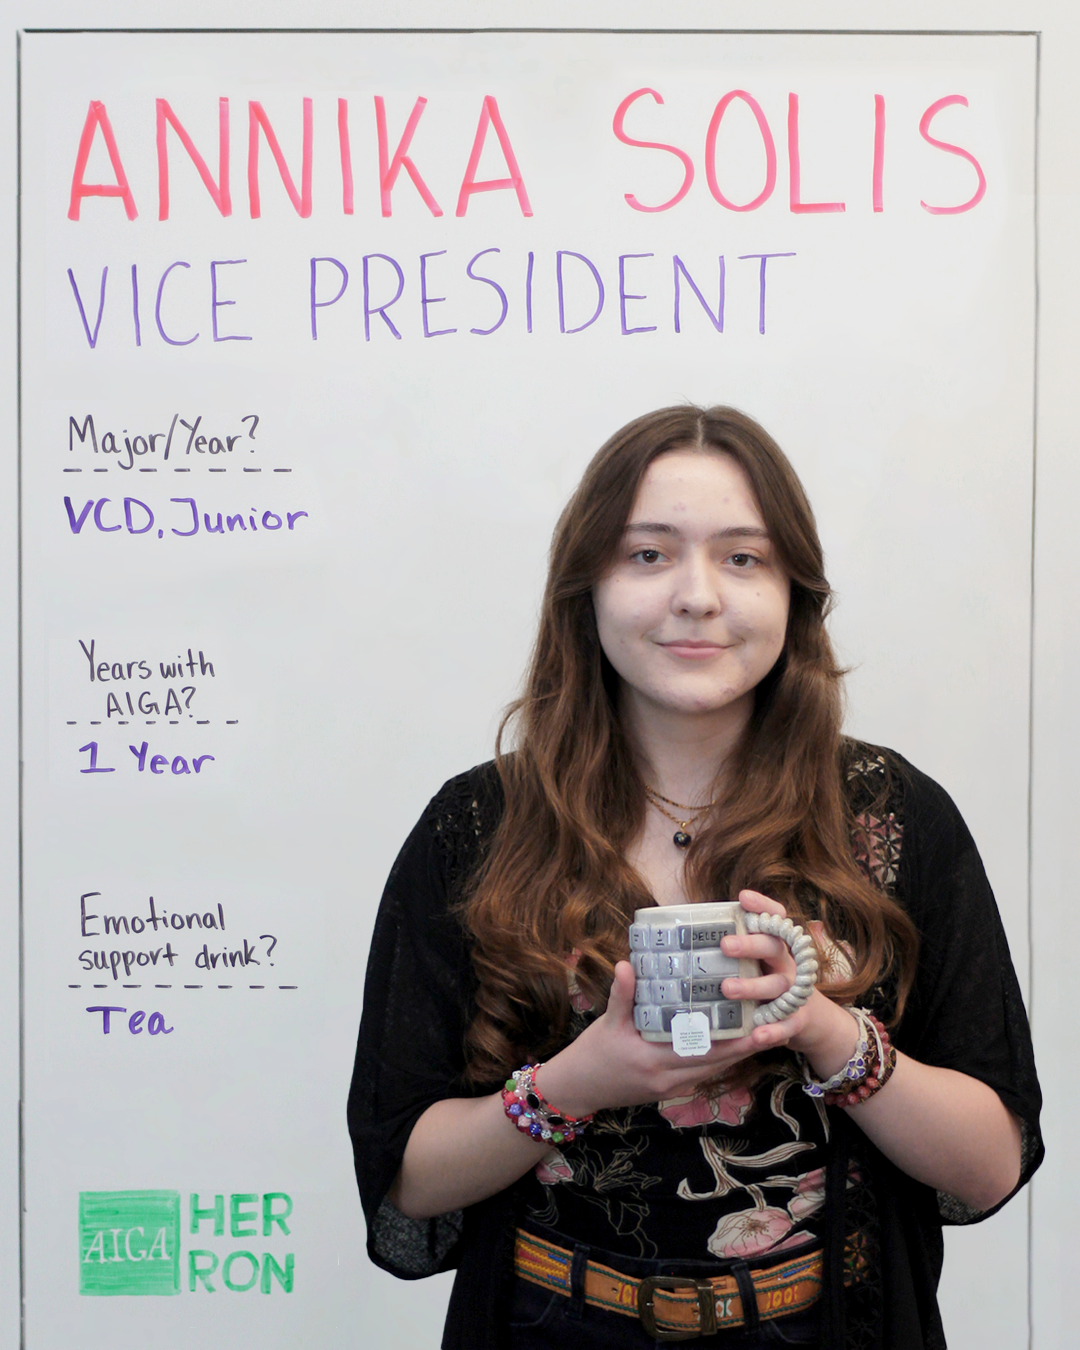 ANNIKA SOLIS
VICE PRESIDENT
Major/Year?
VCD, Junior
Years with
AIGA?
1 Year
Emotional
support drink?
Tea
DELETE
ENTE
AIGA
HER
RON